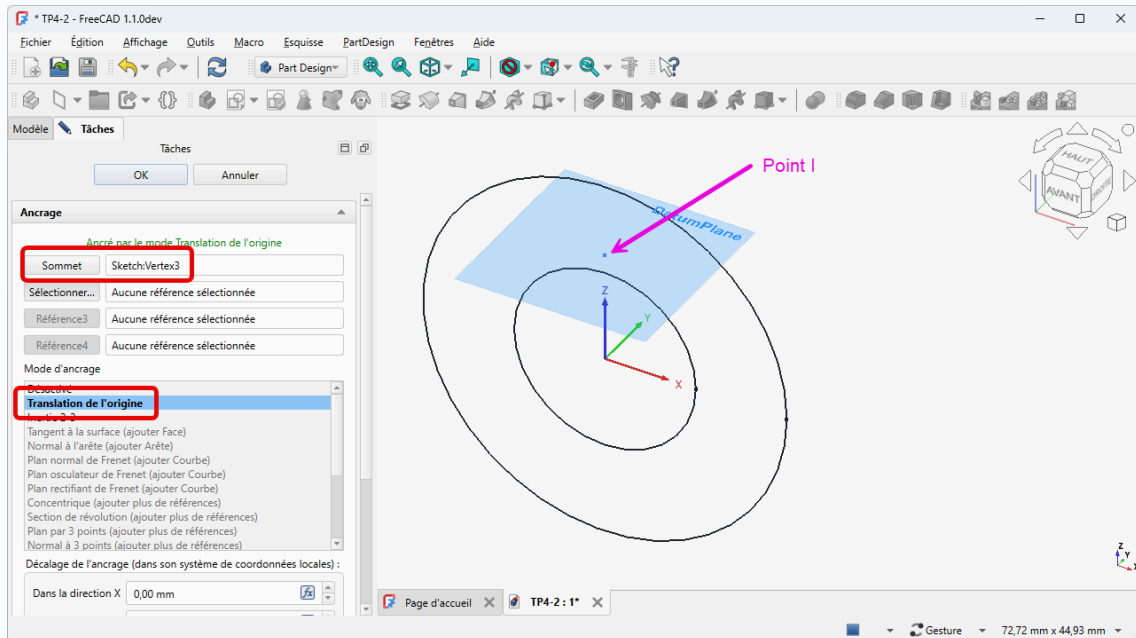 * TP4-2 - FreeCAD 1.1.0dev
Fichier Édition Affichage Outils Macro Esquisse PartDesign Fenêtres Aide
Part Design
Modèle Tâches
Tâches
OK Annuler
Ancrage
Ancré par le mode Translation de l'origine
Sommet Sketch:Vertex3
Sélectionner... Aucune référence sélectionnée
Référence3 Aucune référence sélectionnée
Référence4 Aucune référence sélectionnée
Mode d'ancrage
Désactivé
Translation de l'origine
Inertie 2-3
Tangent à la surface (ajouter Face)
Normal à l'arête (ajouter Arête)
Plan normal de Frenet (ajouter Courbe)
Plan osculateur de Frenet (ajouter Courbe)
Plan rectifiant de Frenet (ajouter Courbe)
Concentrique (ajouter plus de références)
Section de révolution (ajouter plus de références)
Plan par 3 points (ajouter plus de références)
Normal à 3 points (ajouter plus de références)
Décalage de l'ancrage (dans son système de coordonnées locales) :
Dans la direction X 0,00 mm
Point I
DatumPlane
Z
Y
X
HAUT
AVANT
DROITE
Z
Y
X
Page d'accueil TP4-2 : 1*
Gesture 72,72 mm x 44,93 mm